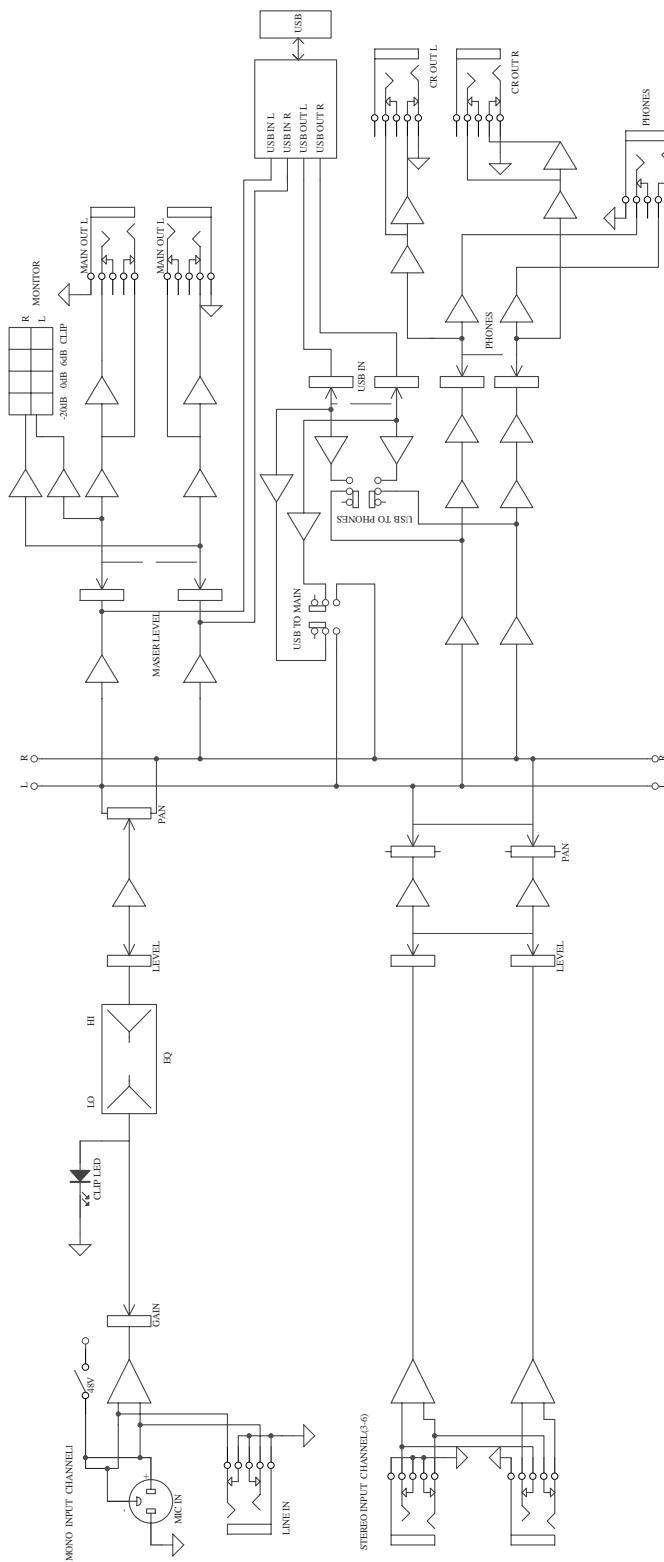 MONO INPUT CHANNEL1
48V
MIC IN
+
-
LINE IN
GAIN
CLIP LED
LO
HI
EQ
LEVEL
PAN
L
R
MASER LEVEL
-20dB 0dB 6dB CLIP
R
L
MONITOR
MAIN OUT L
MAIN OUT L
USB IN L
USB IN R
USB OUT L
USB OUT R
USB
USB TO MAIN
USB TO PHONES
USB IN
PHONES
CR OUT L
CR OUT R
PHONES
STEREO INPUT CHANNEL(3-6)
LEVEL
PAN
L
R